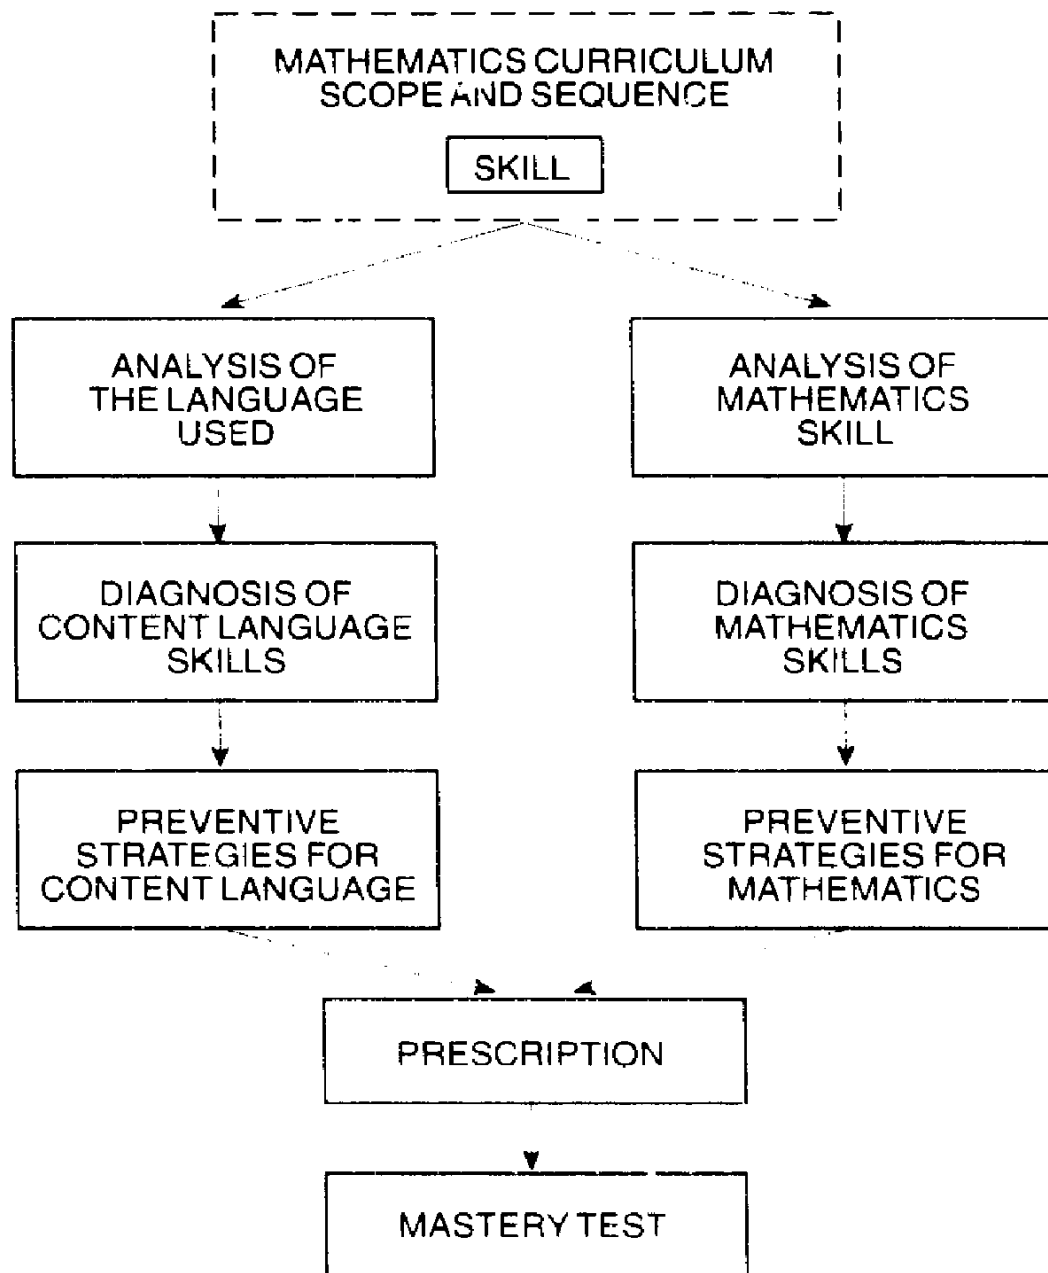 MATHEMATICS CURRICULUM
SCOPE AND SEQUENCE
SKILL
ANALYSIS OF
THE LANGUAGE
USED
ANALYSIS OF
MATHEMATICS
SKILL
DIAGNOSIS OF
CONTENT LANGUAGE
SKILLS
DIAGNOSIS OF
MATHEMATICS
SKILLS
PREVENTIVE
STRATEGIES FOR
CONTENT LANGUAGE
PREVENTIVE
STRATEGIES FOR
MATHEMATICS
PRESCRIPTION
MASTERY TEST